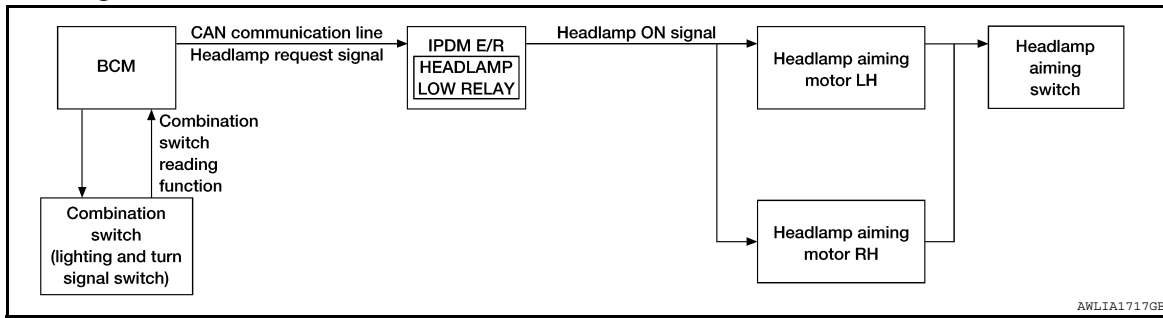 BCM
CAN communication line
Headlamp request signal
IPDM E/R
HEADLAMP
LOW RELAY
Headlamp ON signal
Headlamp aiming
motor LH
Headlamp
aiming
switch
Combination
switch
reading
function
Combination
switch
(lighting and turn
signal switch)
Headlamp aiming
motor RH